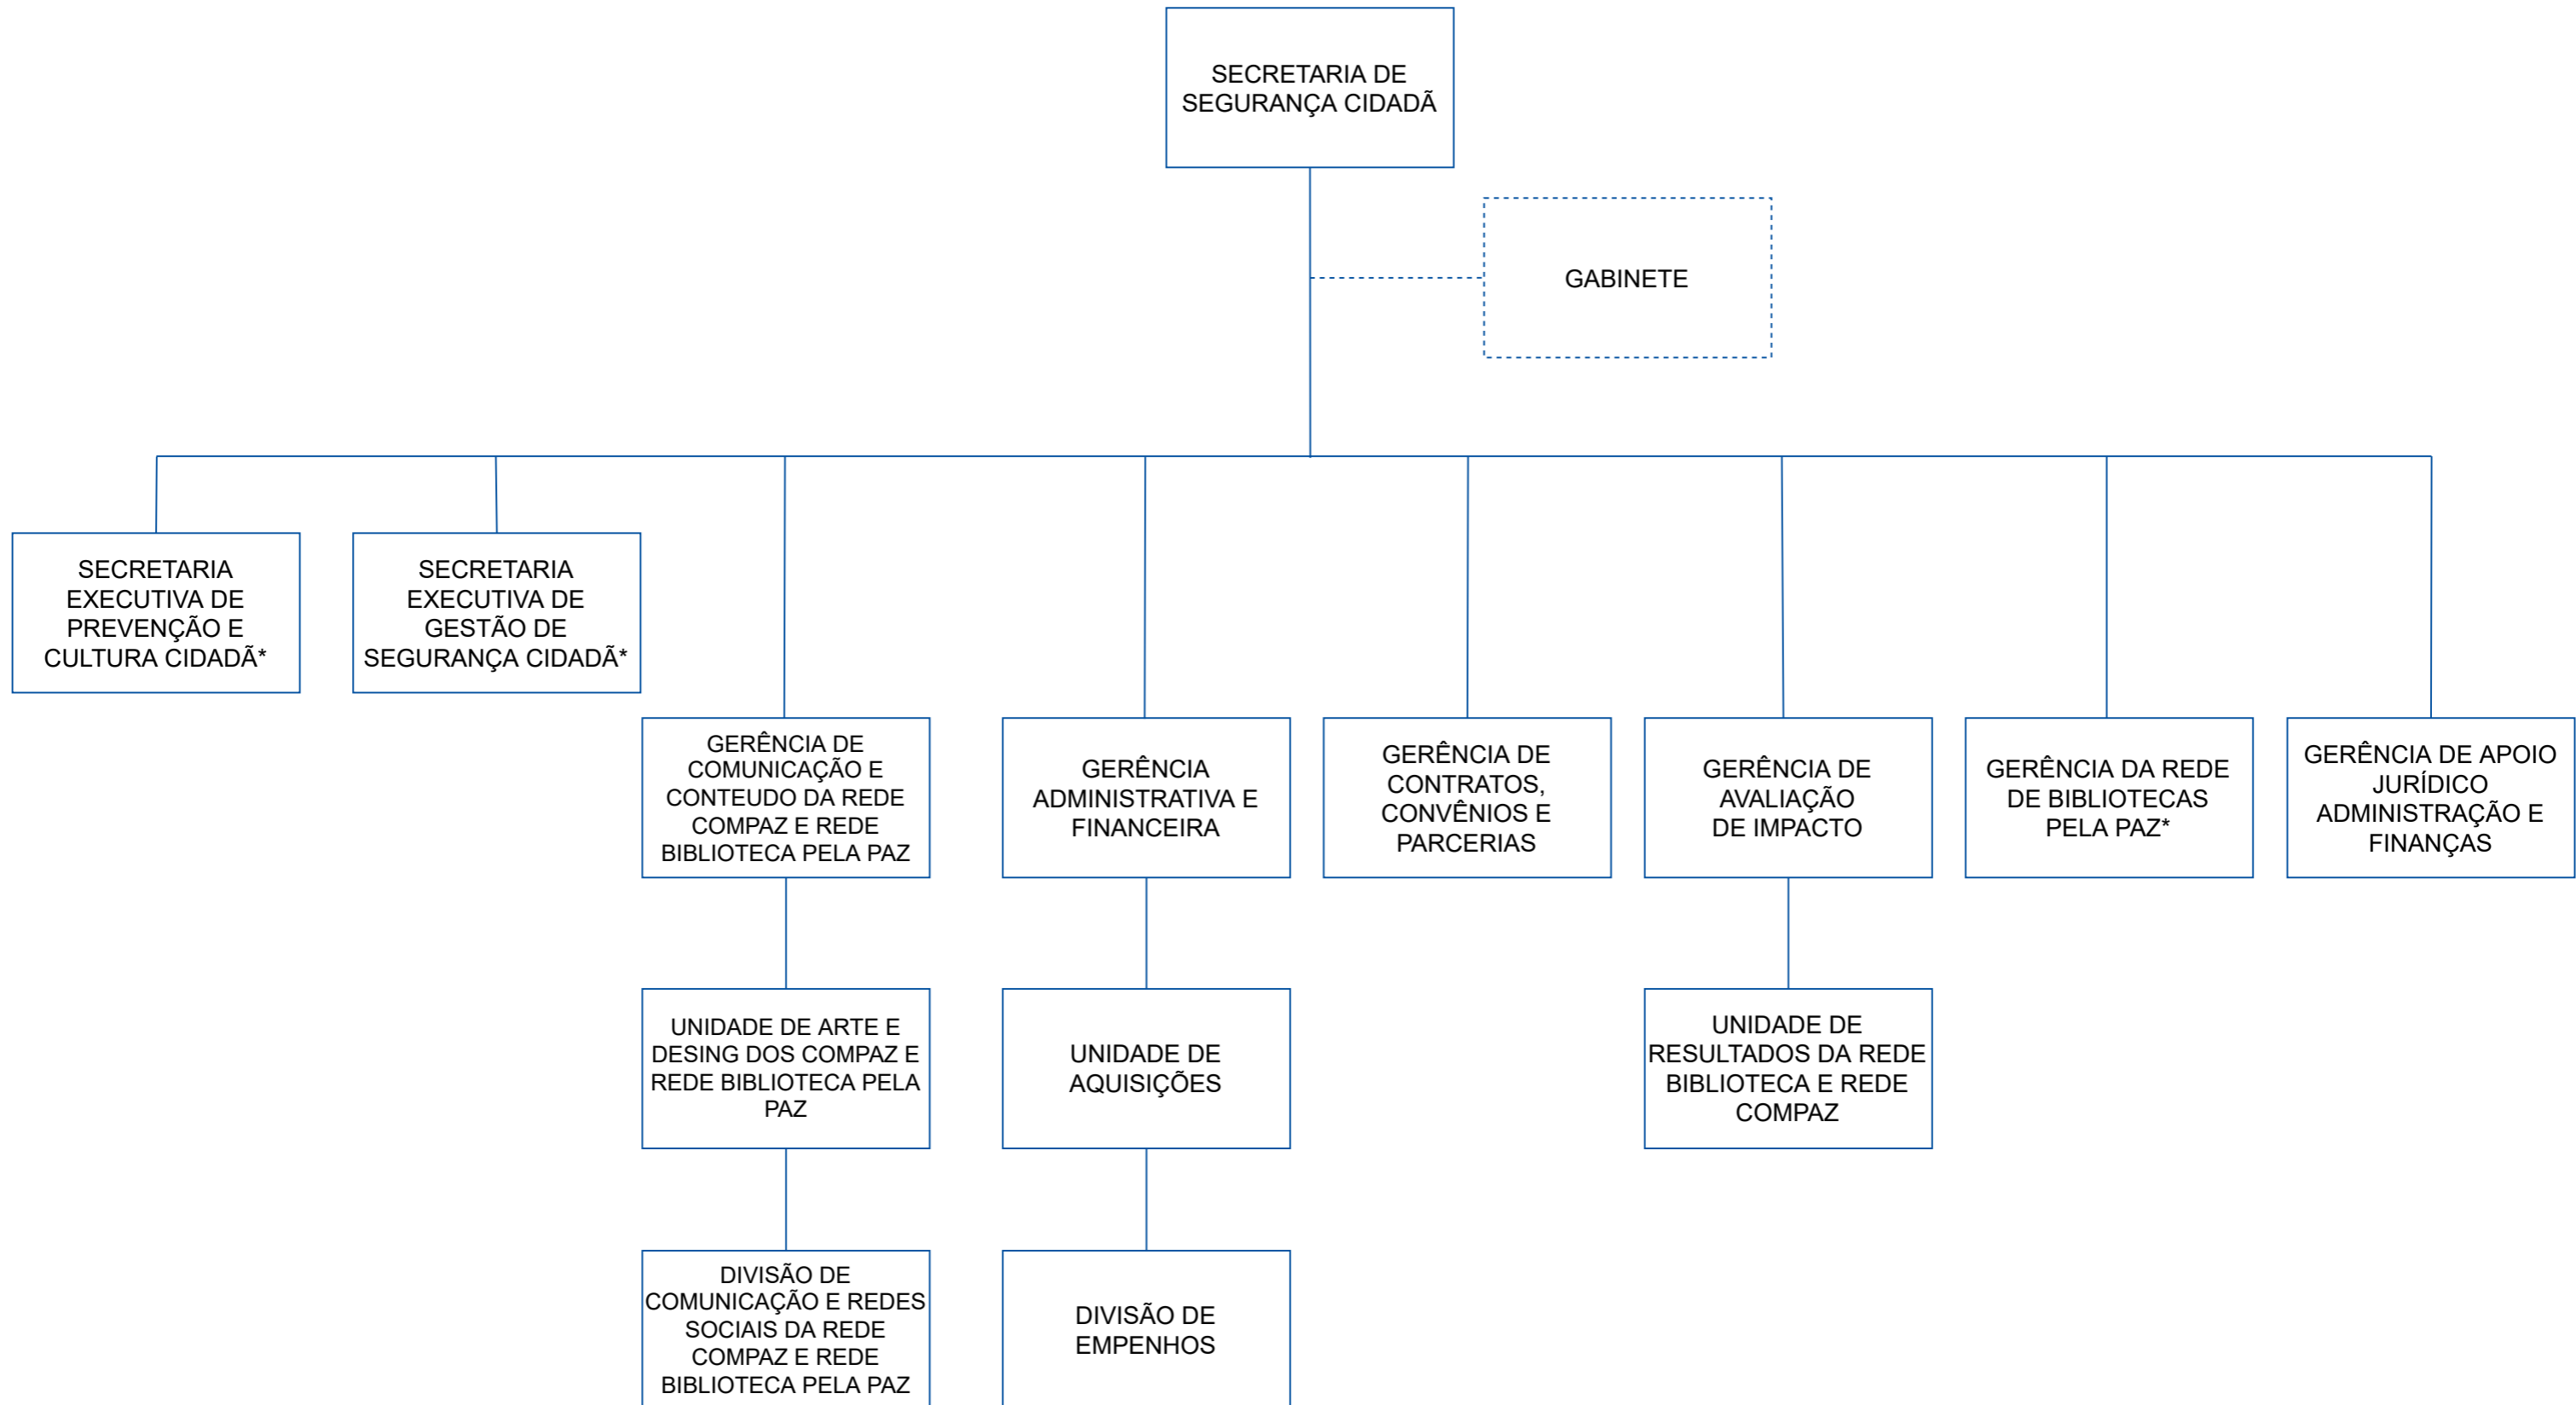 SECRETARIA DE
SEGURANÇA CIDADÃ
GABINETE
SECRETARIA
EXECUTIVA DE
PREVENÇÃO E
CULTURA CIDADÃ*
SECRETARIA
EXECUTIVA DE
GESTÃO DE
SEGURANÇA CIDADÃ*
GERÊNCIA DE
COMUNICAÇÃO E
CONTEUDO DA REDE
COMPAZ E REDE
BIBLIOTECA PELA PAZ
GERÊNCIA
ADMINISTRATIVA E
FINANCEIRA
GERÊNCIA DE
CONTRATOS,
CONVÊNIOS E
PARCERIAS
GERÊNCIA DE
AVALIAÇÃO
DE IMPACTO
GERÊNCIA DA REDE
DE BIBLIOTECAS
PELA PAZ*
GERÊNCIA DE APOIO
JURÍDICO
ADMINISTRAÇÃO E
FINANÇAS
UNIDADE DE ARTE E
DESING DOS COMPAZ E
REDE BIBLIOTECA PELA
PAZ
UNIDADE DE
AQUISIÇÕES
UNIDADE DE
RESULTADOS DA REDE
BIBLIOTECA E REDE
COMPAZ
DIVISÃO DE
COMUNICAÇÃO E REDES
SOCIAIS DA REDE
COMPAZ E REDE
BIBLIOTECA PELA PAZ
DIVISÃO DE
EMPENHOS